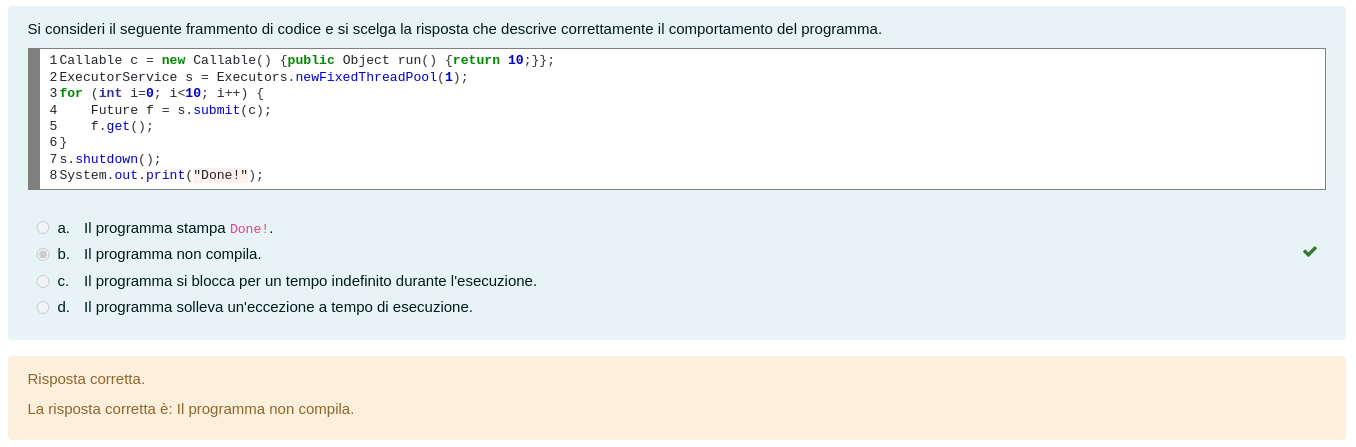 Si consideri il seguente frammento di codice e si scelga la risposta che descrive correttamente il comportamento del programma.
1 Callable c = new Callable() {public Object run() {return 10;}};
2 ExecutorService s = Executors.newFixedThreadPool(1);
3 for (int i=0; i<10; i++) {
4     Future f = s.submit(c);
5     f.get();
6 }
7 s.shutdown();
8 System.out.print("Done!");
a. Il programma stampa Done!.
b. Il programma non compila.
c. Il programma si blocca per un tempo indefinito durante l'esecuzione.
d. Il programma solleva un'eccezione a tempo di esecuzione.
Risposta corretta.
La risposta corretta è: Il programma non compila.